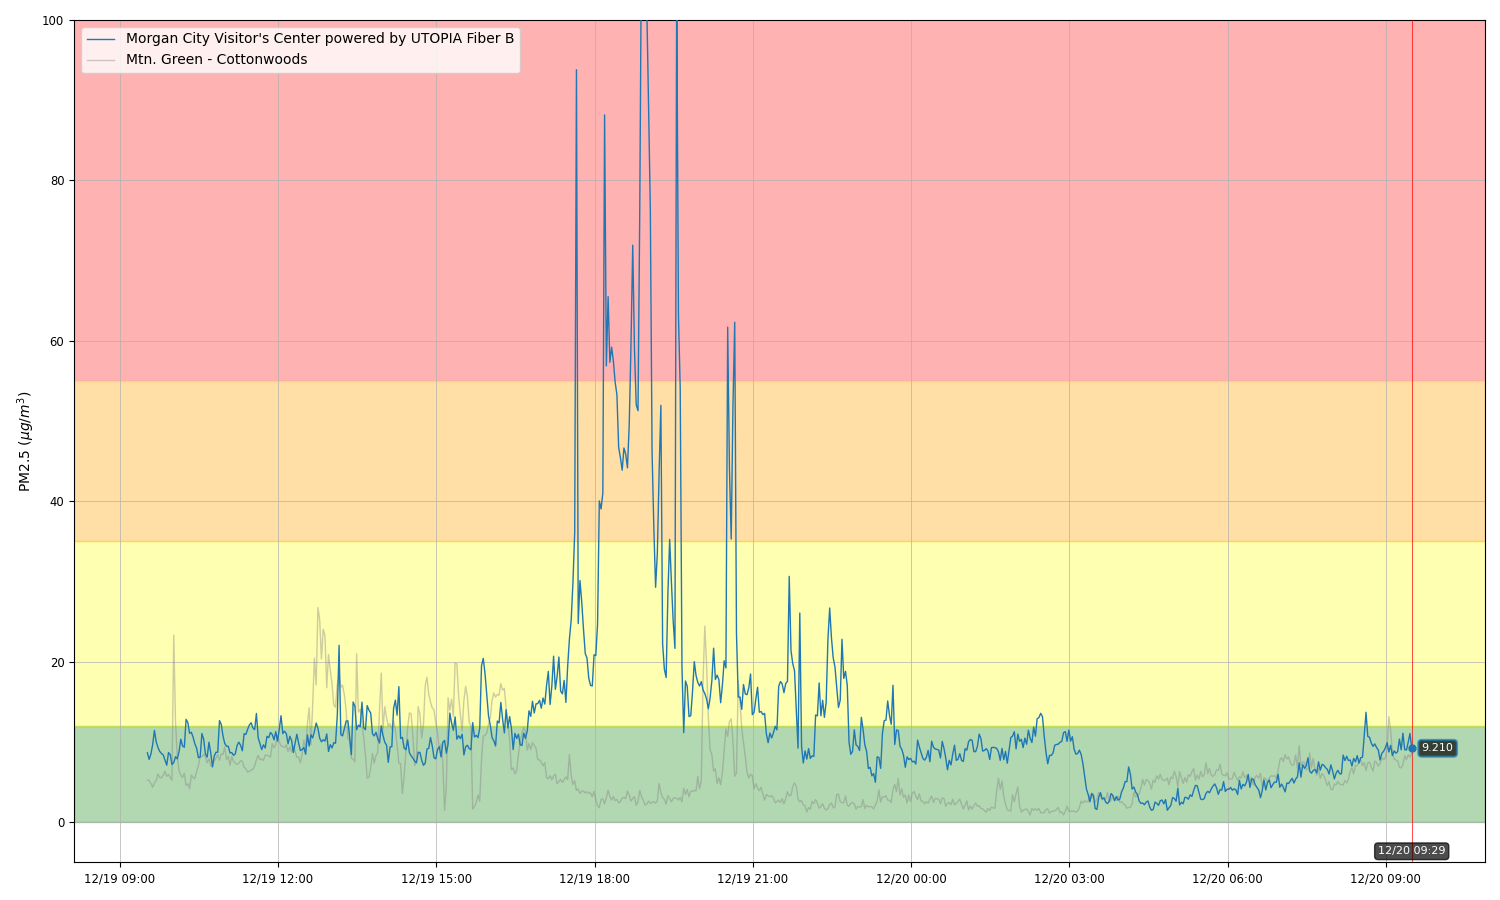 100
Morgan City Visitor's Center powered by UTOPIA Fiber B
Mtn. Green - Cottonwoods
80
60
PM2.5 (μg/m³)
40
20
9.210
0
12/20 09:29
12/19 09:00 12/19 12:00 12/19 15:00 12/19 18:00 12/19 21:00 12/20 00:00 12/20 03:00 12/20 06:00 12/20 09:00